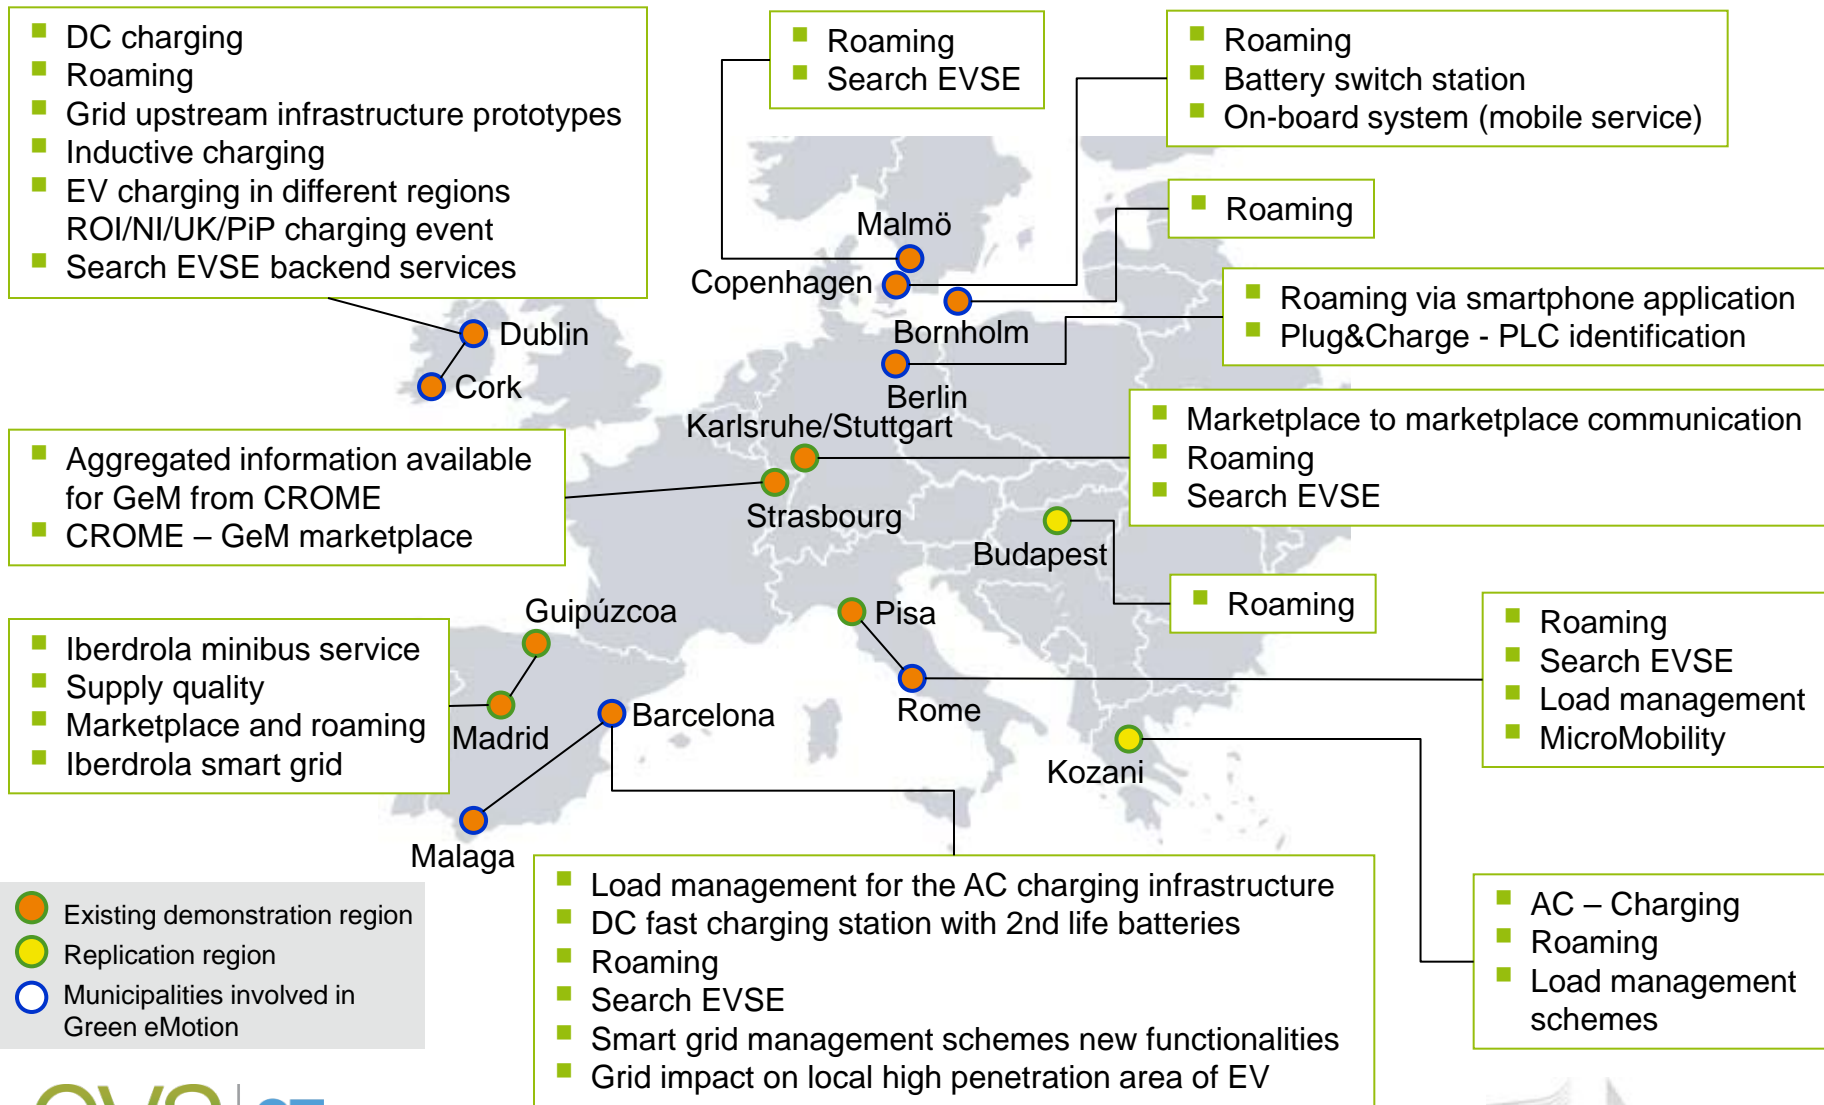 DC charging
Roaming
Grid upstream infrastructure prototypes
Inductive charging
EV charging in different regions
ROI/NI/UK/PiP charging event
Search EVSE backend services
Roaming
Search EVSE
Roaming
Battery switch station
On-board system (mobile service)
Roaming
Malmö
Copenhagen
Bornholm
Roaming via smartphone application
Plug&Charge - PLC identification
Dublin
Cork
Berlin
Karlsruhe/Stuttgart
Marketplace to marketplace communication
Roaming
Search EVSE
Aggregated information available
for GeM from CROME
CROME – GeM marketplace
Strasbourg
Budapest
Roaming
Guipúzcoa
Pisa
Iberdrola minibus service
Supply quality
Marketplace and roaming
Iberdrola smart grid
Madrid
Barcelona
Rome
Roaming
Search EVSE
Load management
MicroMobility
Kozani
Malaga
Load management for the AC charging infrastructure
DC fast charging station with 2nd life batteries
Roaming
Search EVSE
Smart grid management schemes new functionalities
Grid impact on local high penetration area of EV
AC – Charging
Roaming
Load management
schemes
Existing demonstration region
Replication region
Municipalities involved in
Green eMotion